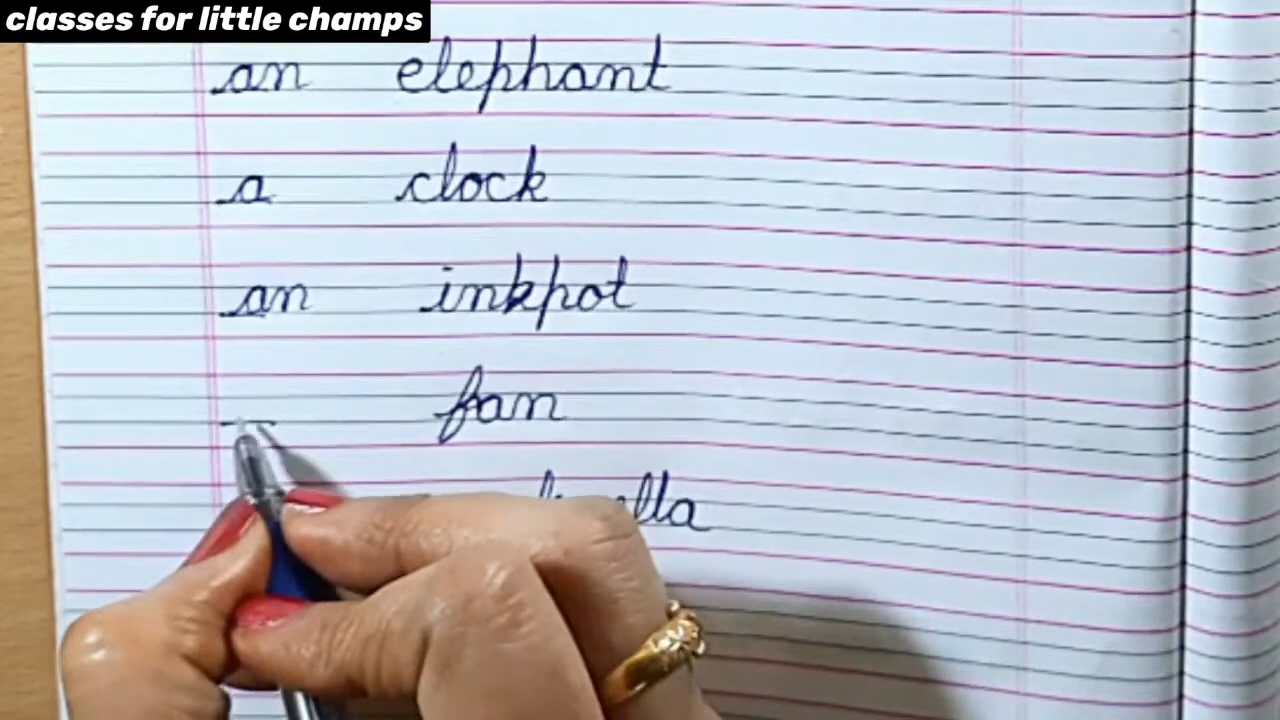 classes for little champs
an elephant
a clock
an inkpot
fan